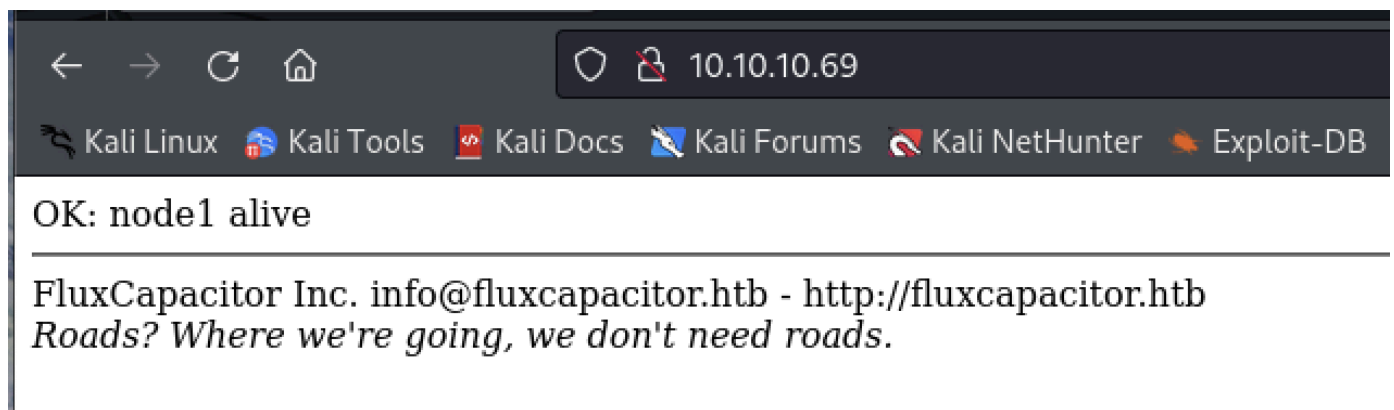 10.10.10.69
Kali Linux Kali Tools Kali Docs Kali Forums Kali NetHunter Exploit-DB
OK: node1 alive
FluxCapacitor Inc. info@fluxcapacitor.htb - http://fluxcapacitor.htb
Roads? Where we're going, we don't need roads.